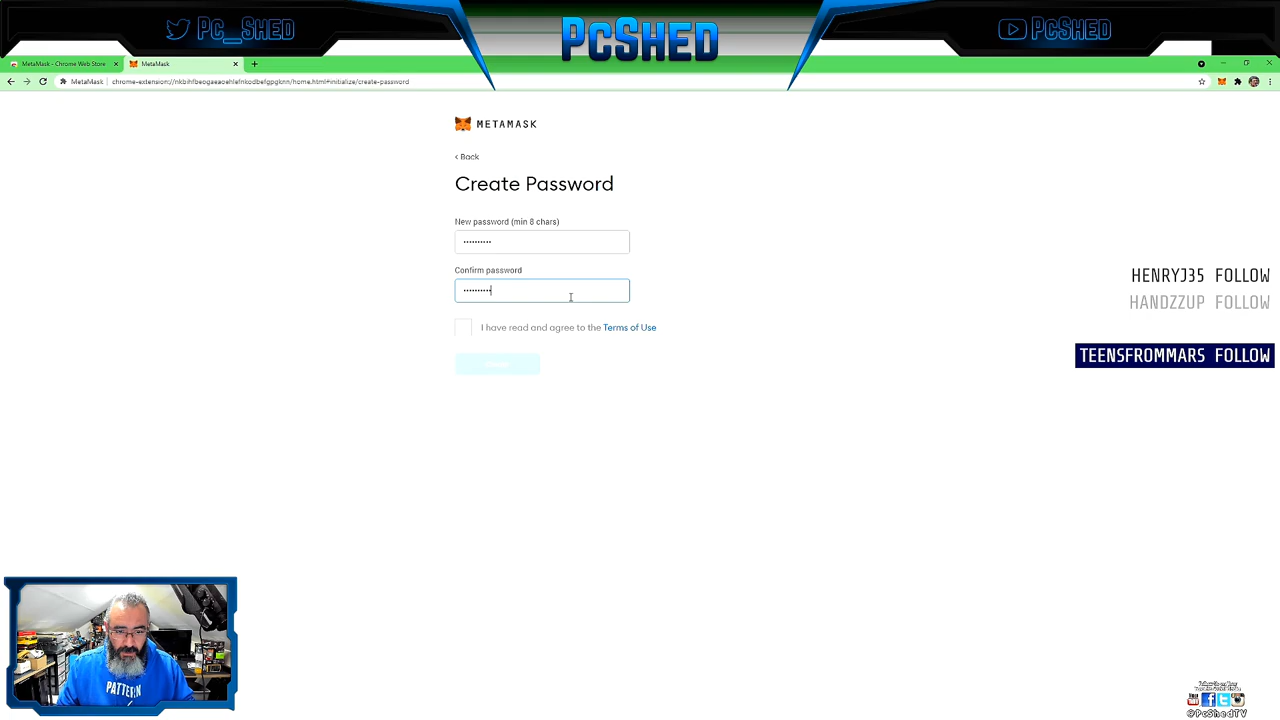 Pc_Shed
PcShed
PcShed
MetaMask - Chrome Web Store
MetaMask
MetaMask
METAMASK
< Back
Create Password
New password (min 8 chars)
Confirm password
I have read and agree to the Terms of Use
HENRYJ35 FOLLOW
HANDZZUP FOLLOW
TEENSFROMMARS FOLLOW
PATTERN
@PcShedTV